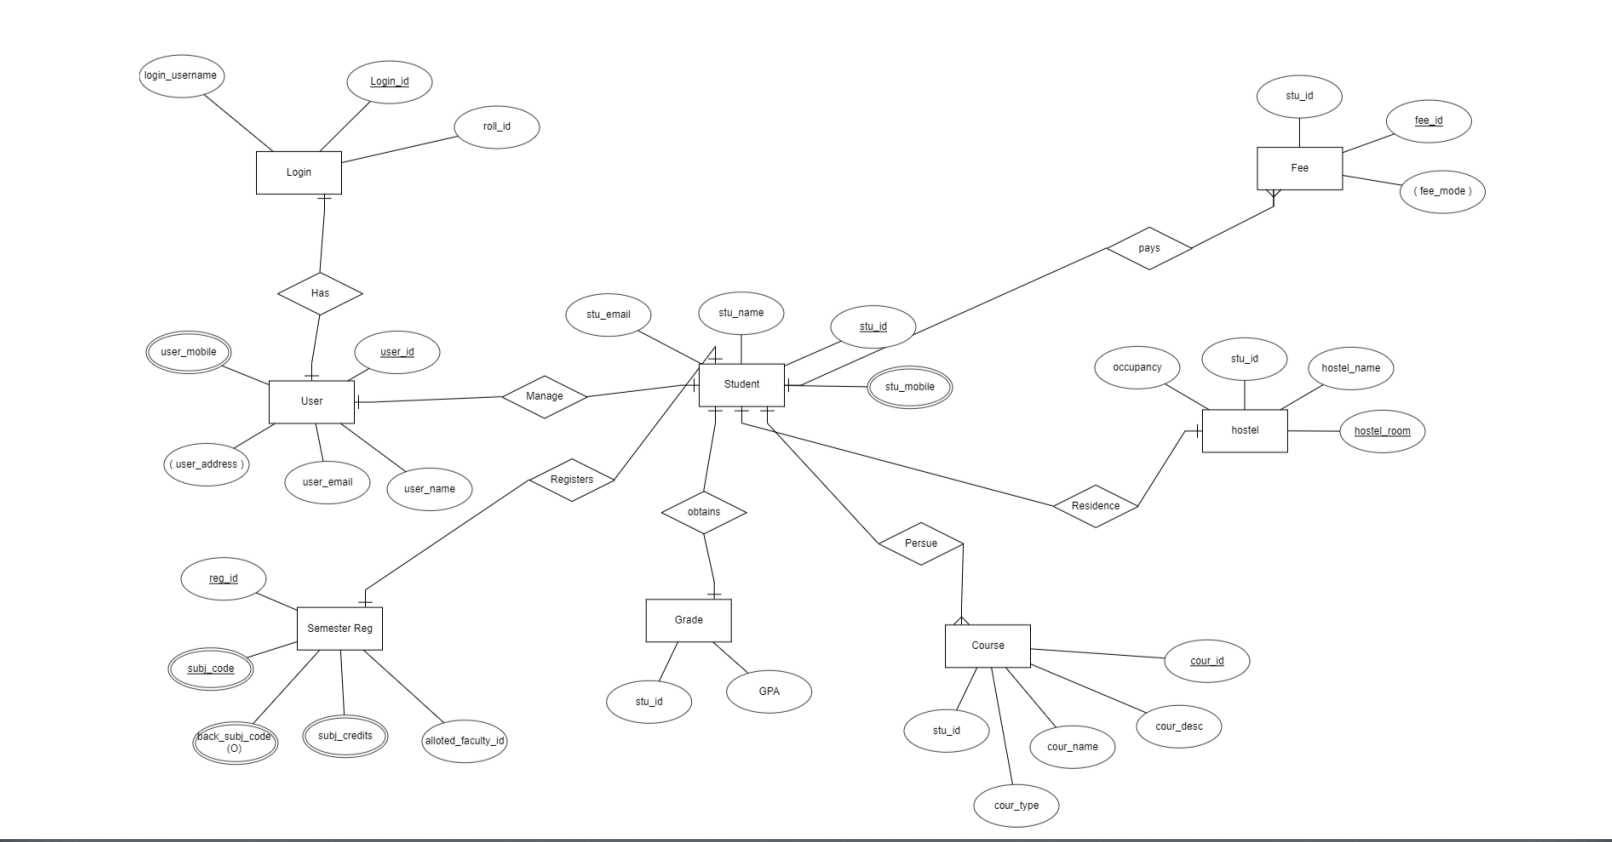 login_username
Login_id
roll_id
Login
Has
user_mobile
user_id
User
( user_address )
user_email
user_name
Manage
stu_email
stu_name
stu_id
Student
stu_mobile
pays
stu_id
fee_id
Fee
( fee_mode )
occupancy
stu_id
hostel_name
hostel
hostel_room
Residence
Registers
obtains
Persue
reg_id
Semester Reg
subj_code
back_subj_code
(O)
subj_credits
alloted_faculty_id
Grade
stu_id
GPA
Course
cour_id
stu_id
cour_desc
cour_name
cour_type